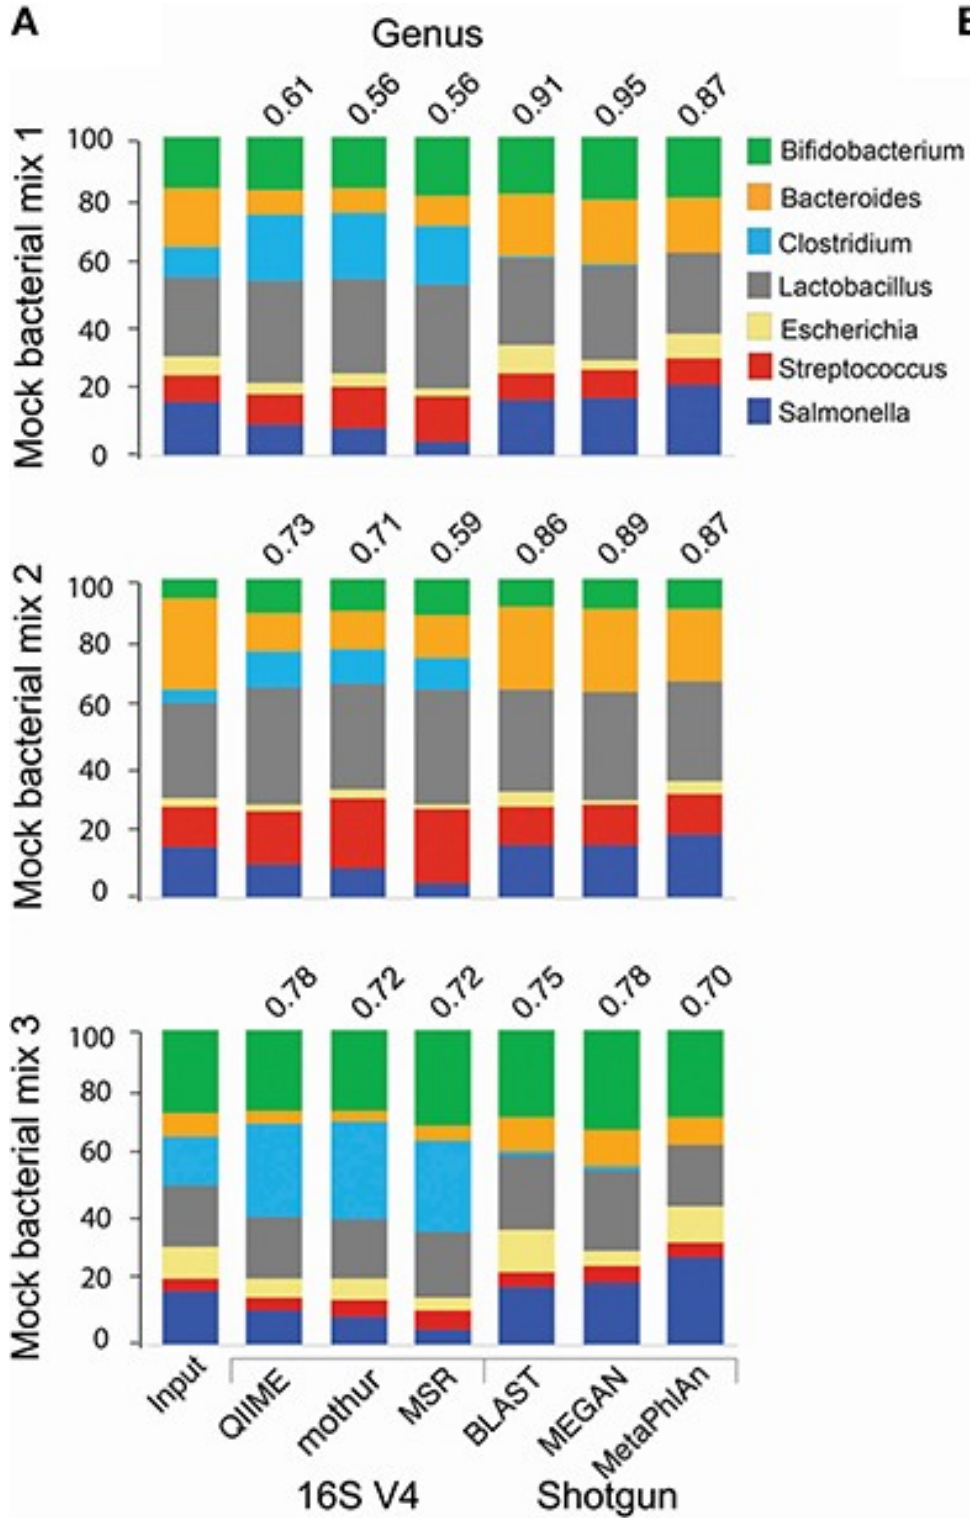 A
Genus
0.61 0.56 0.56 0.91 0.95 0.87
Mock bacterial mix 1
100
80
60
40
20
0
Bifidobacterium
Bacteroides
Clostridium
Lactobacillus
Escherichia
Streptococcus
Salmonella
0.73 0.71 0.59 0.86 0.89 0.87
Mock bacterial mix 2
100
80
60
40
20
0
0.78 0.72 0.72 0.75 0.78 0.70
Mock bacterial mix 3
100
80
60
40
20
0
Input QIIME mothur MSR BLAST MEGAN MetaPhlAn
16S V4 Shotgun